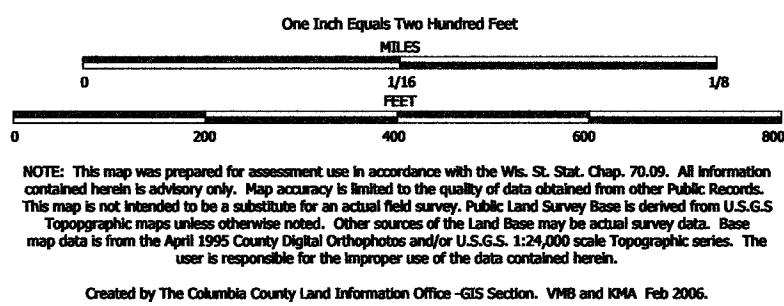 One Inch Equals Two Hundred Feet
MILES
0 1/16 1/8
FEET
0 200 400 600 800
NOTE: This map was prepared for assessment use in accordance with the Wis. St. Stat. Chap. 70.09. All information
contained herein is advisory only. Map accuracy is limited to the quality of data obtained from other Public Records.
This map is not intended to be a substitute for an actual field survey. Public Land Survey Base is derived from U.S.G.S
Topopgraphic maps unless otherwise noted. Other sources of the Land Base may be actual survey data. Base
map data is from the April 1995 County Digital Orthophotos and/or U.S.G.S. 1:24,000 scale Topographic series. The
user is responsible for the improper use of the data contained herein.
Created by The Columbia County Land Information Office -GIS Section. VMB and KMA Feb 2006.